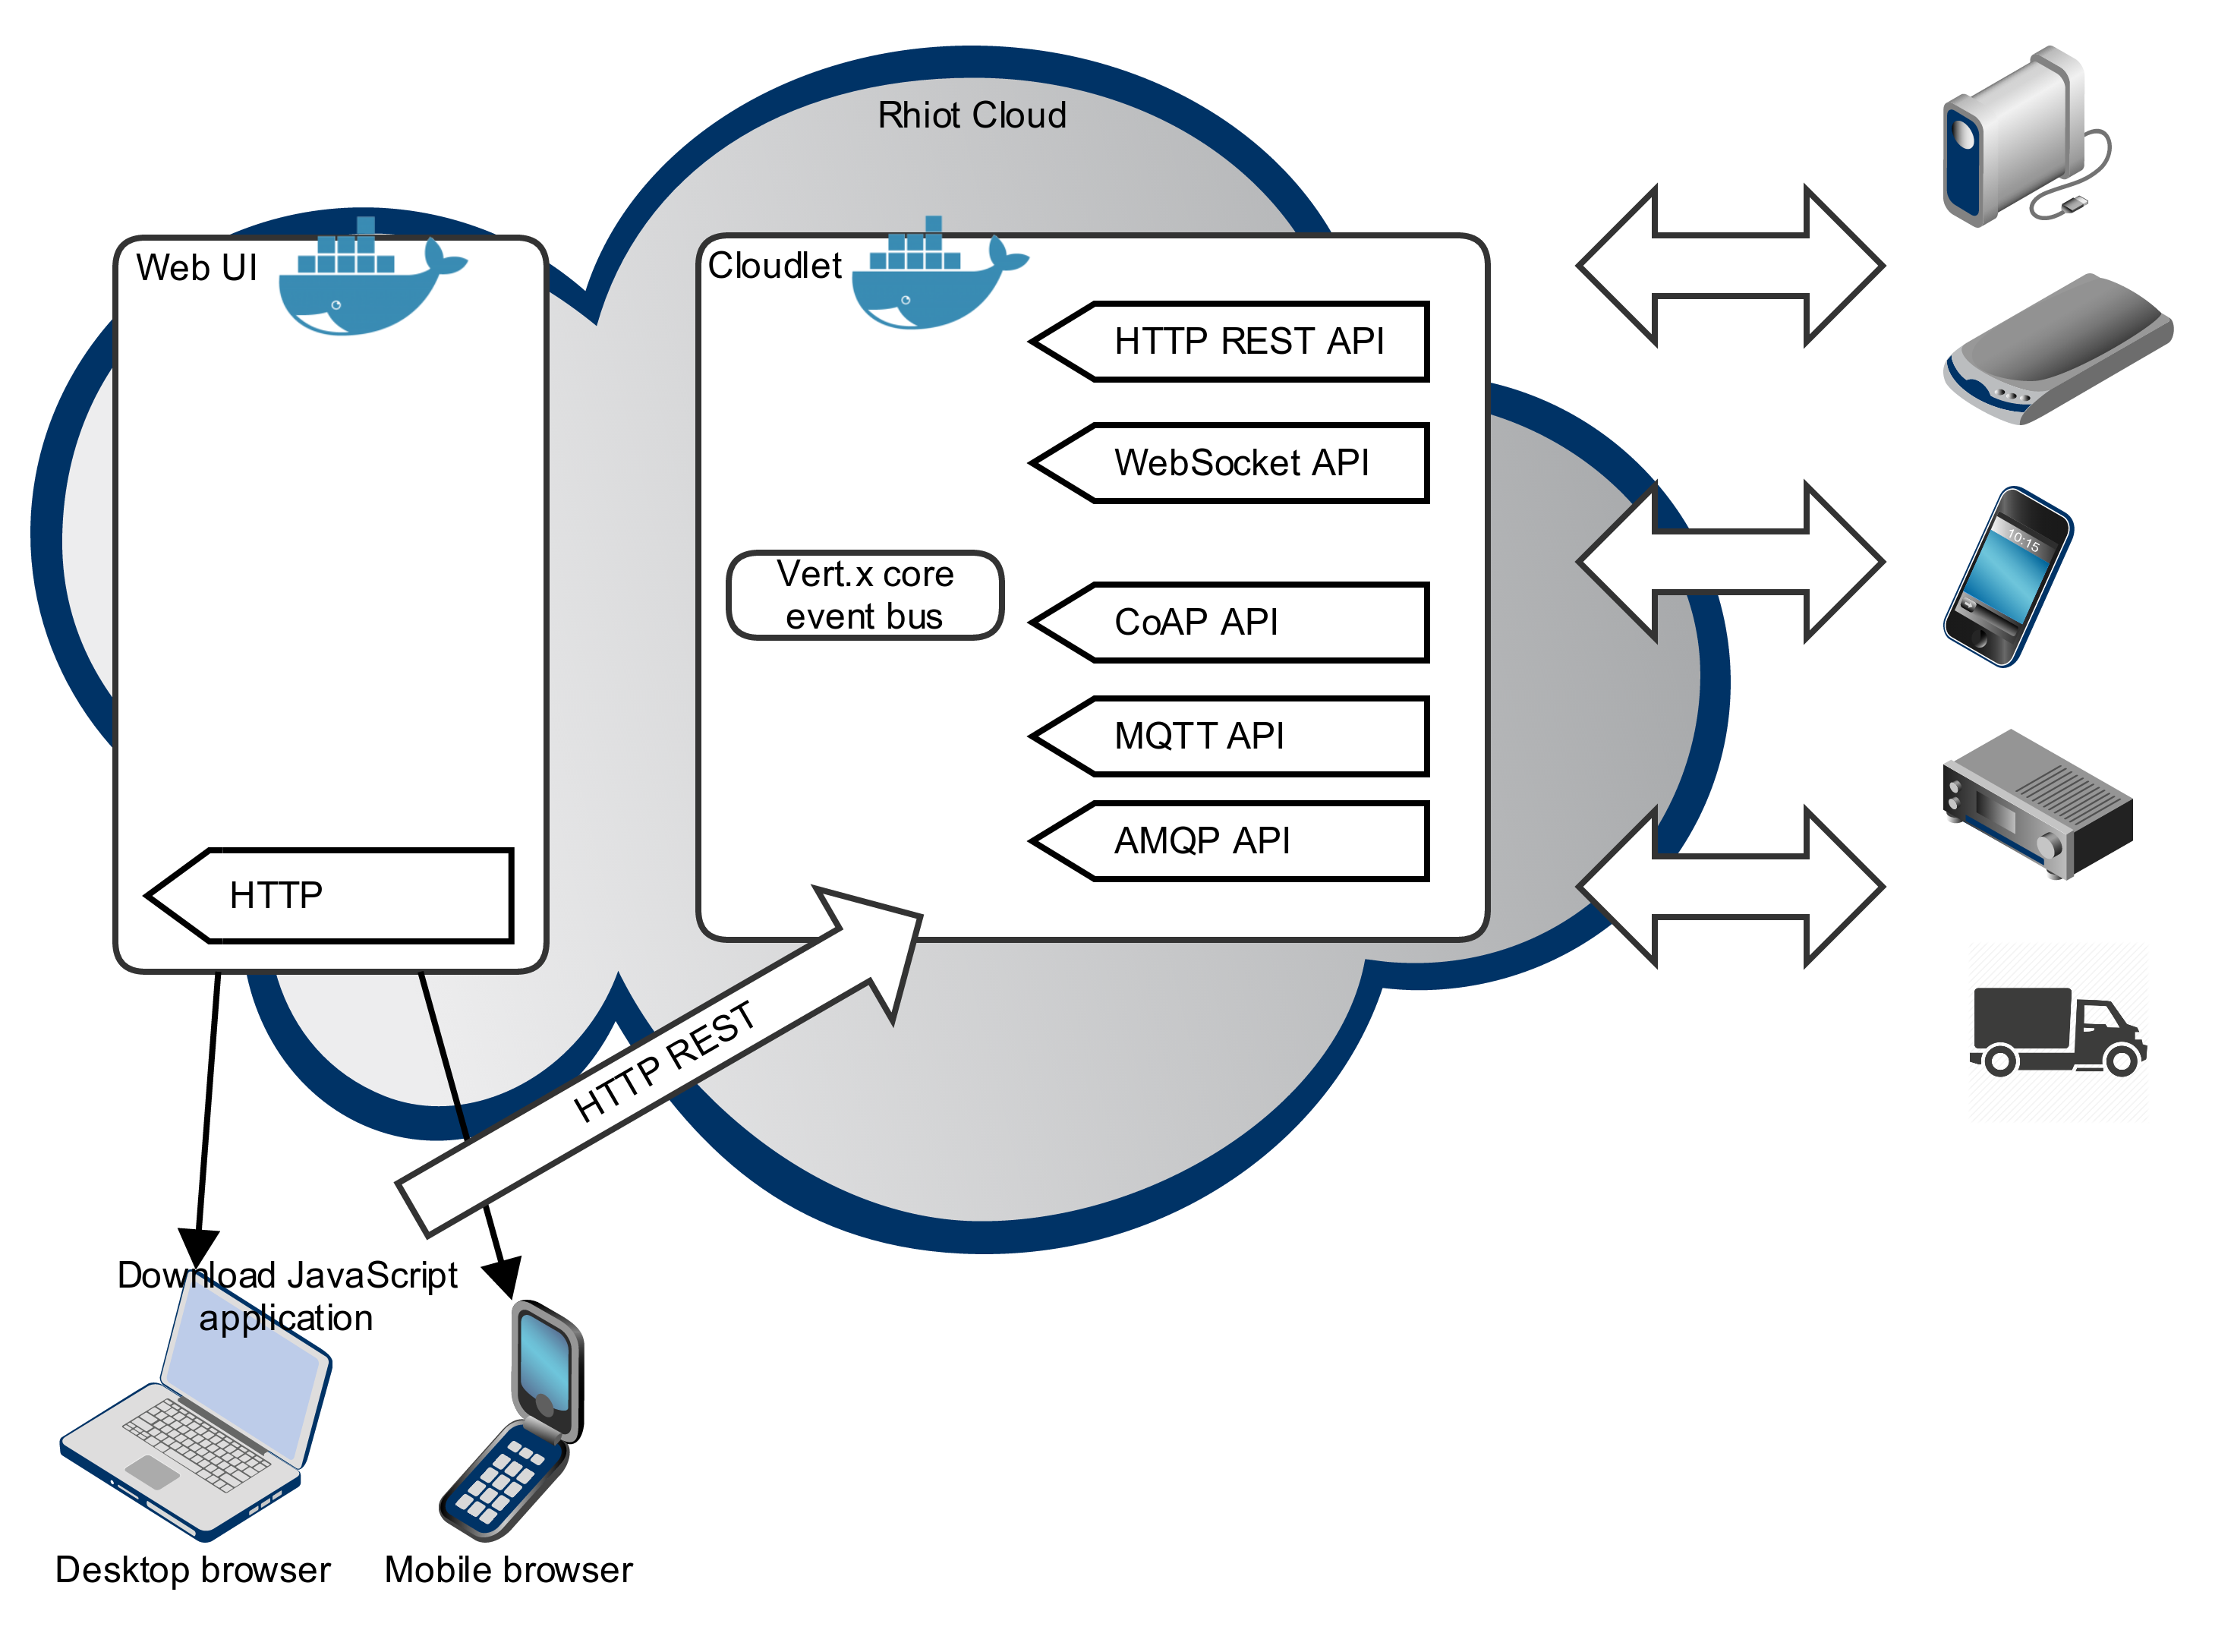 Rhiot Cloud
Web UI
Cloudlet
HTTP REST API
WebSocket API
Vert.x core
event bus
CoAP API
MQTT API
AMQP API
HTTP
HTTP REST
10:15
Download JavaScript
application
Desktop browser
Mobile browser